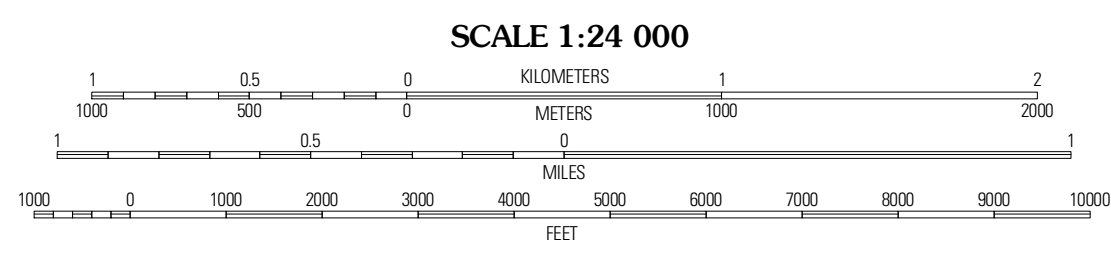 SCALE 1:24 000
1 0.5 0 KILOMETERS 1 2
1000 500 0 METERS 1000 2000
1 0.5 0 1
MILES
1000 0 1000 2000 3000 4000 5000 6000 7000 8000 9000 10000
FEET